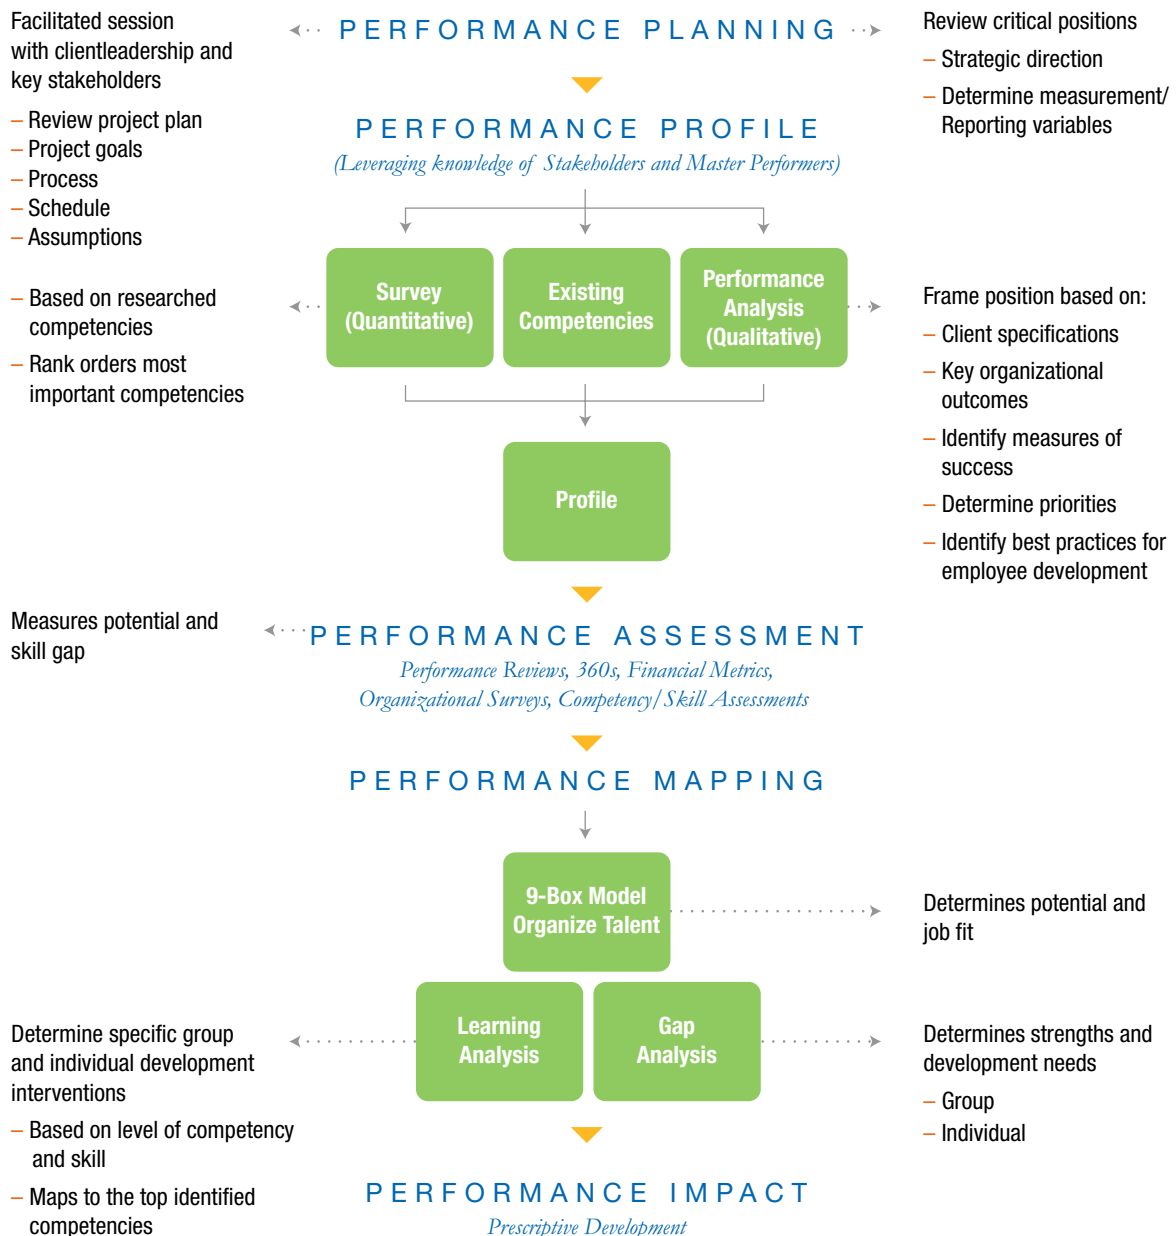 Facilitated session
with clientleadership and
key stakeholders
– Review project plan
– Project goals
– Process
– Schedule
– Assumptions
PERFORMANCE PLANNING
Review critical positions
– Strategic direction
– Determine measurement/
Reporting variables
PERFORMANCE PROFILE
(Leveraging knowledge of Stakeholders and Master Performers)
– Based on researched
competencies
– Rank orders most
important competencies
Survey
(Quantitative)
Existing
Competencies
Performance
Analysis
(Qualitative)
Frame position based on:
– Client specifications
– Key organizational
outcomes
– Identify measures of
success
– Determine priorities
– Identify best practices for
employee development
Profile
Measures potential and
skill gap
PERFORMANCE ASSESSMENT
Performance Reviews, 360s, Financial Metrics,
Organizational Surveys, Competency/Skill Assessments
PERFORMANCE MAPPING
9-Box Model
Organize Talent
Determines potential and
job fit
Determine specific group
and individual development
interventions
– Based on level of competency
and skill
– Maps to the top identified
competencies
Learning
Analysis
Gap
Analysis
Determines strengths and
development needs
– Group
– Individual
PERFORMANCE IMPACT
Prescriptive Development